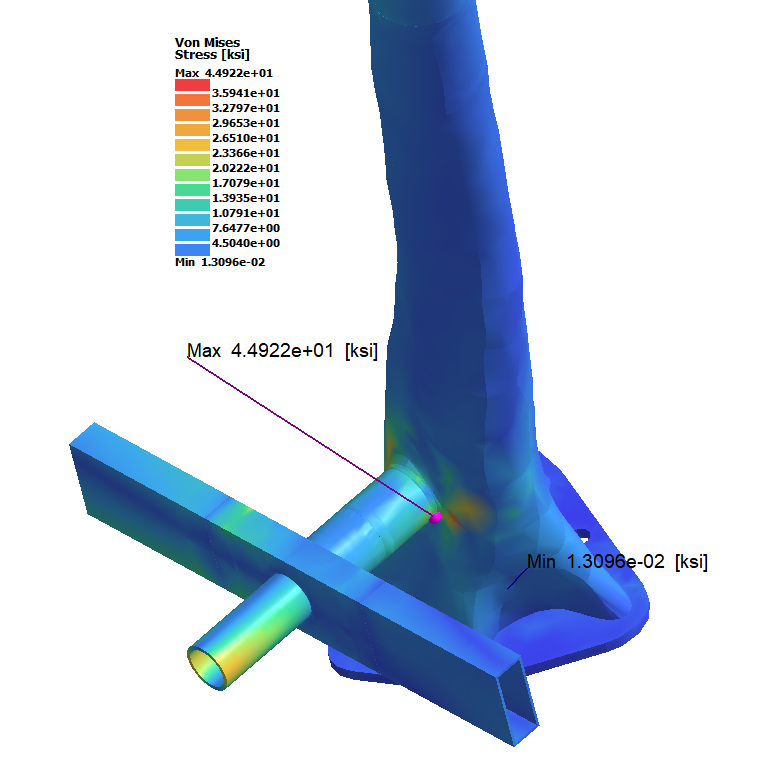 Von Mises
Stress [ksi]
Max 4.4922e+01
3.5941e+01
3.2797e+01
2.9653e+01
2.6510e+01
2.3366e+01
2.0222e+01
1.7079e+01
1.3935e+01
1.0791e+01
7.6477e+00
4.5040e+00
Min 1.3096e-02
Max 4.4922e+01 [ksi]
Min 1.3096e-02 [ksi]